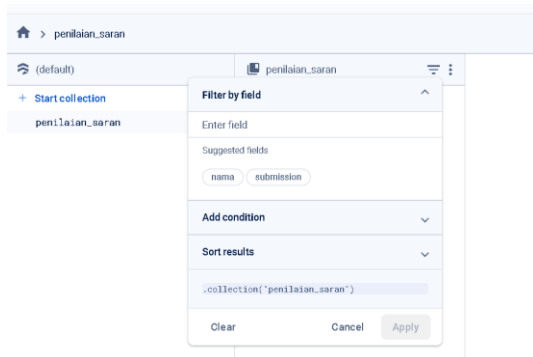 > penilaian_saran
(default)
penilaian_saran
+ Start collection
penilaian_saran
Filter by field
Enter field
Suggested fields
nama submission
Add condition
Sort results
.collection("penilaian_saran")
Clear Cancel Apply